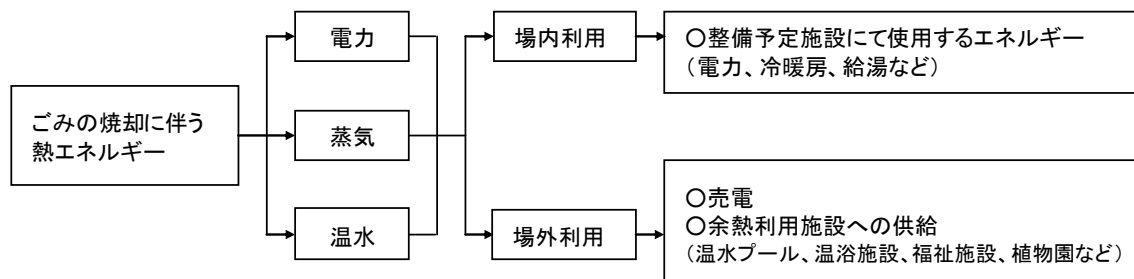 ごみの焼却に伴う
熱エネルギー
電力
蒸気
温水
場内利用
場外利用
○整備予定施設にて使用するエネルギー
（電力、冷暖房、給湯など）
○売電
○余熱利用施設への供給
（温水プール、温浴施設、福祉施設、植物園など）